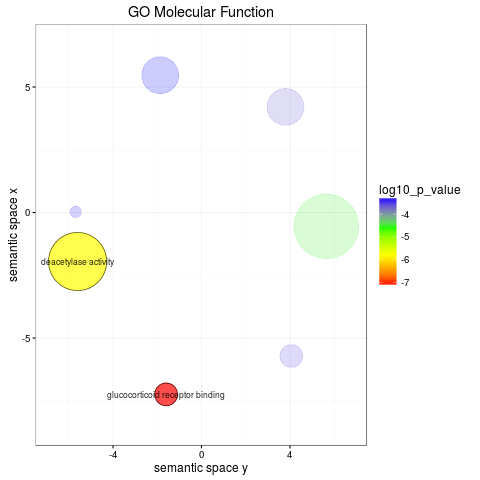 GO Molecular Function
semantic space x
5
0
-5
deacetylase activity
glucocorticoid receptor binding
-4
0
4
semantic space y
log10_p_value
-4
-5
-6
-7